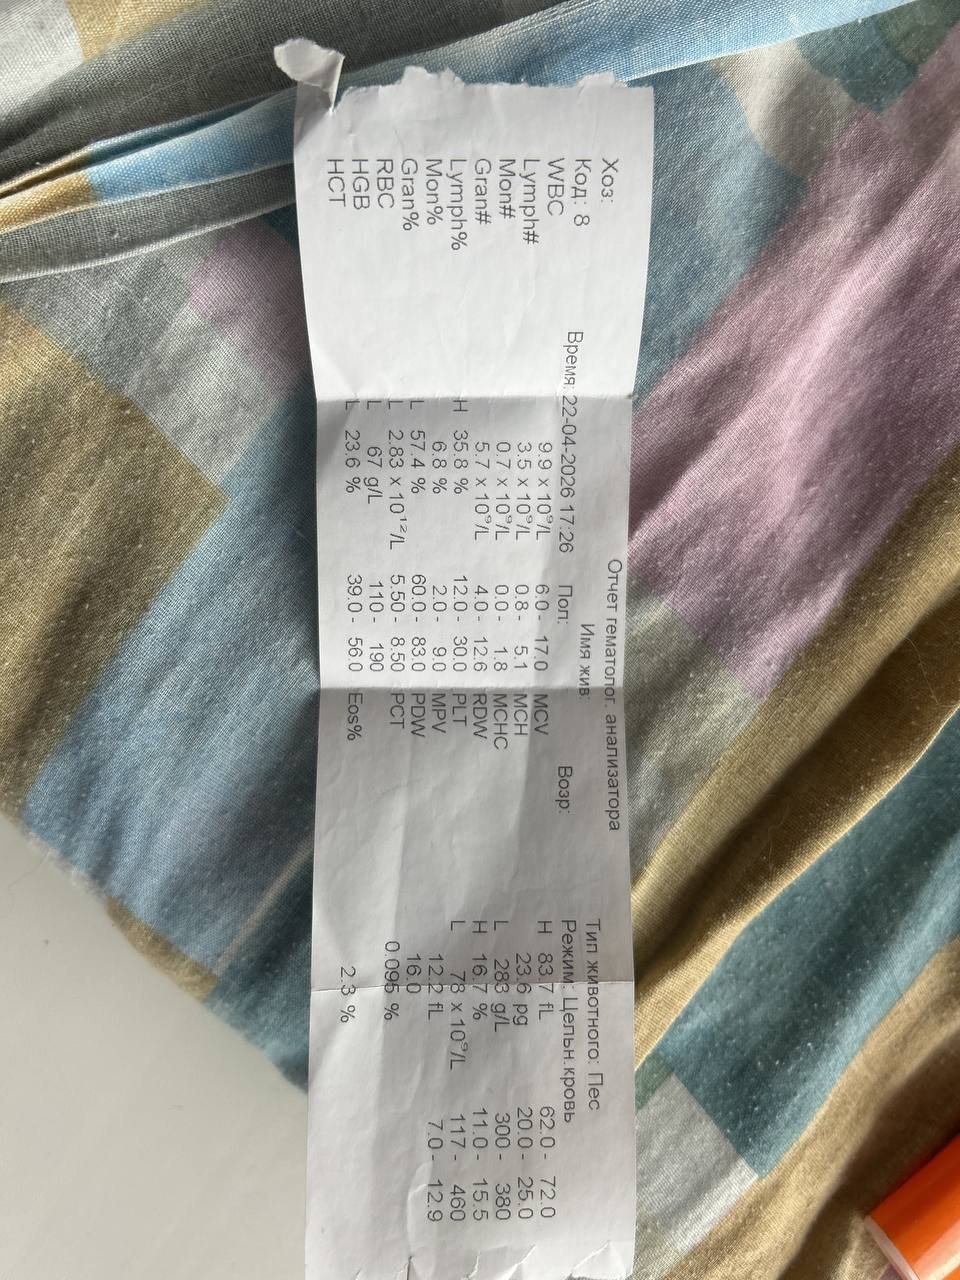 Отчет гематолог. анализатора
Хоз: Имя жив: Тип животного: Пес
Код: 8 Время: 22-04-2026 17:26 Пол: Возр: Режим: Цельн.кровь
WBC 9.9 x 10⁹/L 6.0 - 17.0 MCV H 83.7 fL 62.0 - 72.0
Lymph# 3.5 x 10⁹/L 0.8 - 5.1 MCH 23.6 pg 20.0 - 25.0
Mon# 0.7 x 10⁹/L 0.0 - 1.8 MCHC L 283 g/L 300 - 380
Gran# 5.7 x 10⁹/L 4.0 - 12.6 RDW H 16.7 % 11.0 - 15.5
Lymph% H 35.8 % 12.0 - 30.0 PLT L 78 x 10⁹/L 117 - 460
Mon% 6.8 % 2.0 - 9.0 MPV 12.2 fL 7.0 - 12.9
Gran% L 57.4 % 60.0 - 83.0 PDW 16.0
RBC L 2.83 x 10¹²/L 5.50 - 8.50 PCT 0.095 %
HGB L 67 g/L 110 - 190
HCT L 23.6 % 39.0 - 56.0 Eos% 2.3 %